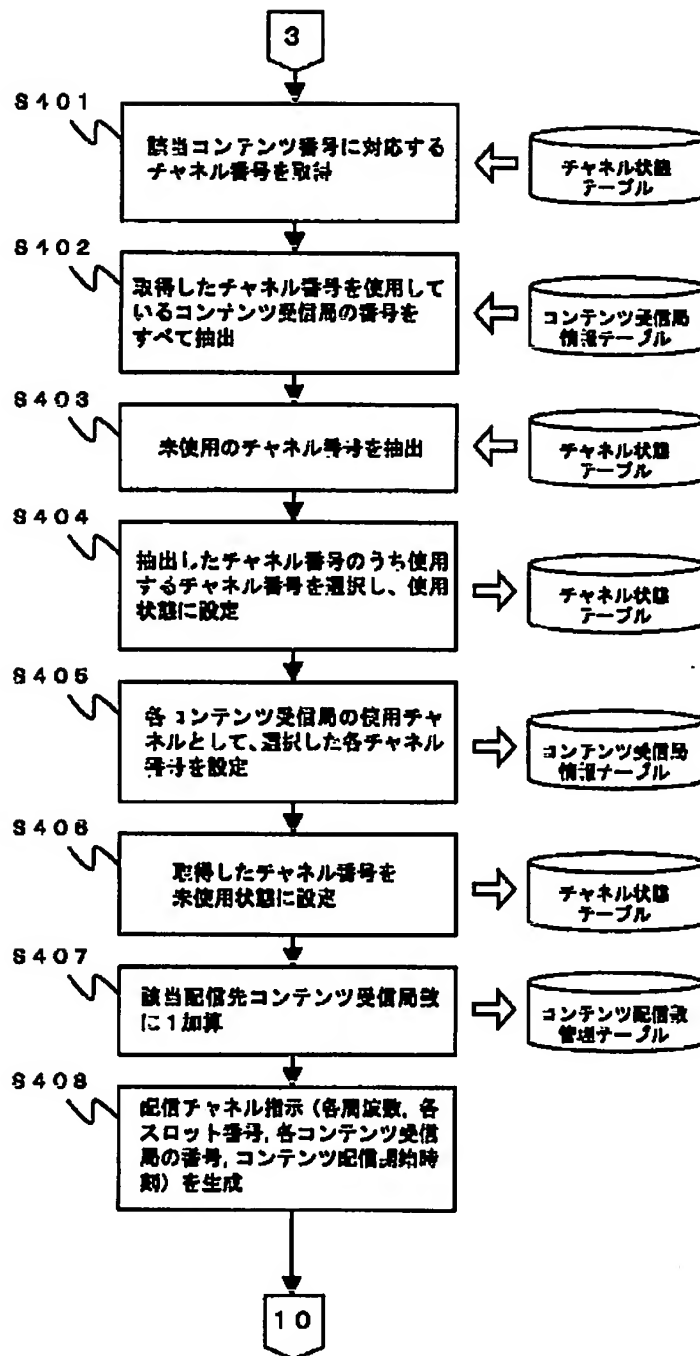 3
S401
該当コンテンツ番号に対応する
チャネル番号を取得
チャネル状態
テーブル
S402
取得したチャネル番号を使用して
いるコンテンツ受信局の番号を
すべて抽出
コンテンツ受信局
情報テーブル
S403
未使用のチャネル番号を抽出
チャネル状態
テーブル
S404
抽出したチャネル番号のうち使用
するチャネル番号を選択し、使用
状態に設定
チャネル状態
テーブル
S405
各コンテンツ受信局の使用チャ
ネルとして、選択した各チャネル
番号を設定
コンテンツ受信局
情報テーブル
S406
取得したチャネル番号を
未使用状態に設定
チャネル状態
テーブル
S407
該当配信先コンテンツ受信局数
に1加算
コンテンツ配信数
管理テーブル
S408
配信チャネル指示(各周波数,各
スロット番号,各コンテンツ受信
局の番号,コンテンツ配信開始時
刻)を生成
10